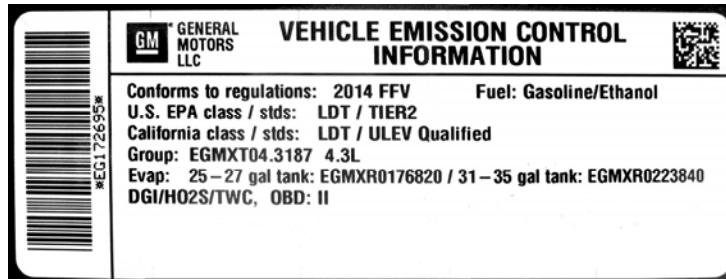 *EG172695*
GM GENERAL
MOTORS
LLC
VEHICLE EMISSION CONTROL
INFORMATION
Conforms to regulations: 2014 FFV Fuel: Gasoline/Ethanol
U.S. EPA class / stds: LDT / TIER2
California class / stds: LDT / ULEV Qualified
Group: EGMXT04.3187 4.3L
Evap: 25–27 gal tank: EGMXR0176820 / 31–35 gal tank: EGMXR0223840
DGI/HO2S/TWC, OBD: II